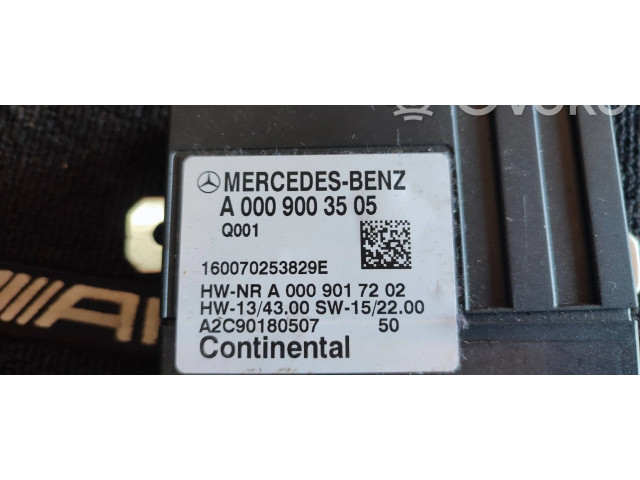 MERCEDES-BENZ
A 000 900 35 05
Q001
160070253829E
HW-NR A 000 901 72 02
HW-13/43.00 SW-15/22.00
A2C90180507 50
Continental